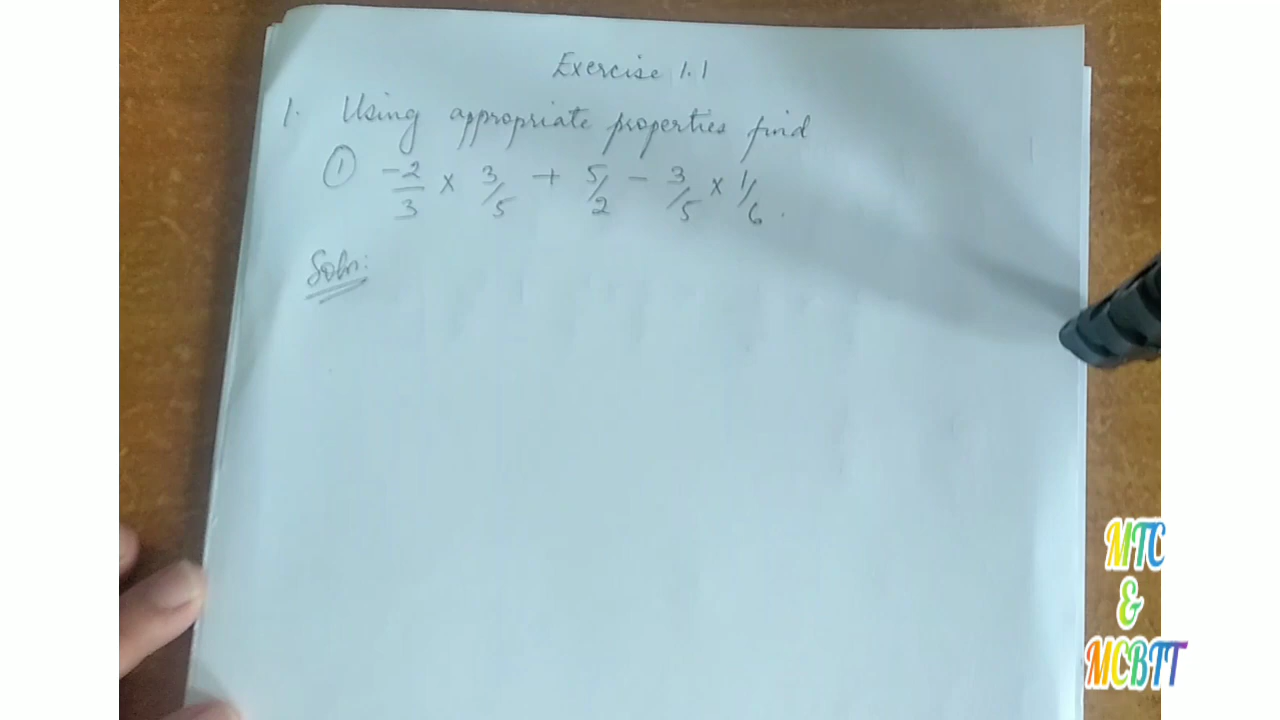 Exercise 1.1
1. Using appropriate properties find
① -2/3 × 3/5 + 5/2 - 3/5 × 1/6.
Soln:
MTC
&
MCBTT